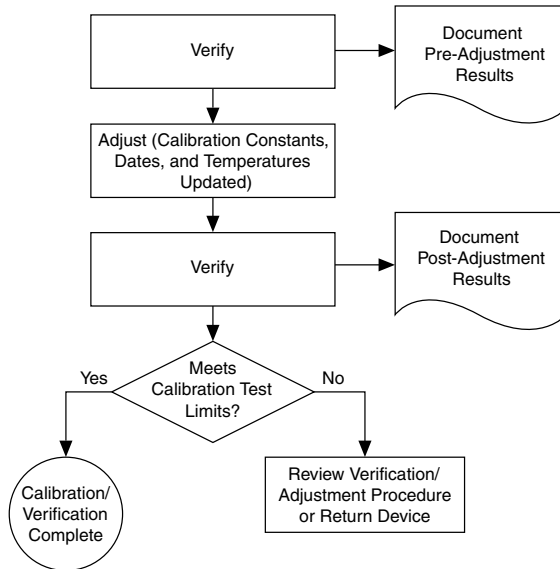 Verify
Document
Pre-Adjustment
Results
Adjust (Calibration Constants,
Dates, and Temperatures
Updated)
Verify
Document
Post-Adjustment
Results
Meets
Calibration Test
Limits?
Yes
No
Calibration/
Verification
Complete
Review Verification/
Adjustment Procedure
or Return Device